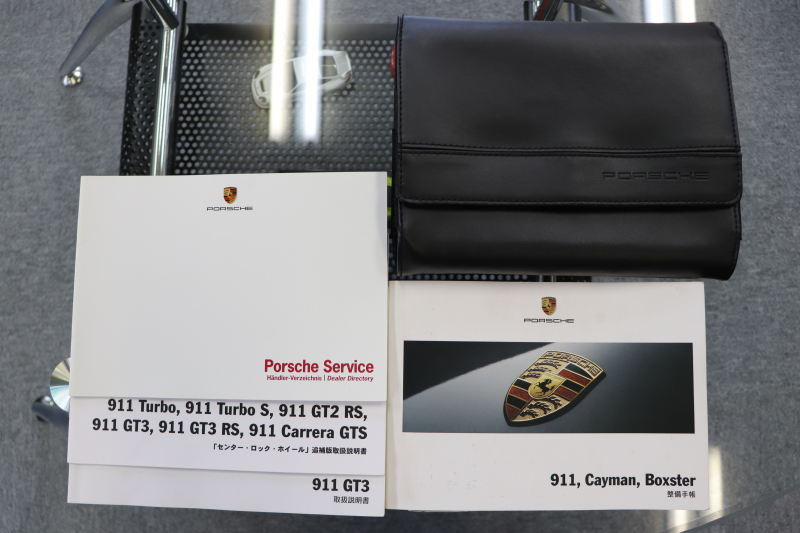 PORSCHE
PORSCHE
Porsche Service
Händler-Verzeichnis | Dealer Directory
911 Turbo, 911 Turbo S, 911 GT2 RS,
911 GT3, 911 GT3 RS, 911 Carrera GTS
「センター・ロック・ホイール」追補版取扱説明書
911 GT3
取扱説明書
PORSCHE
PORSCHE
911, Cayman, Boxster
整備手帳